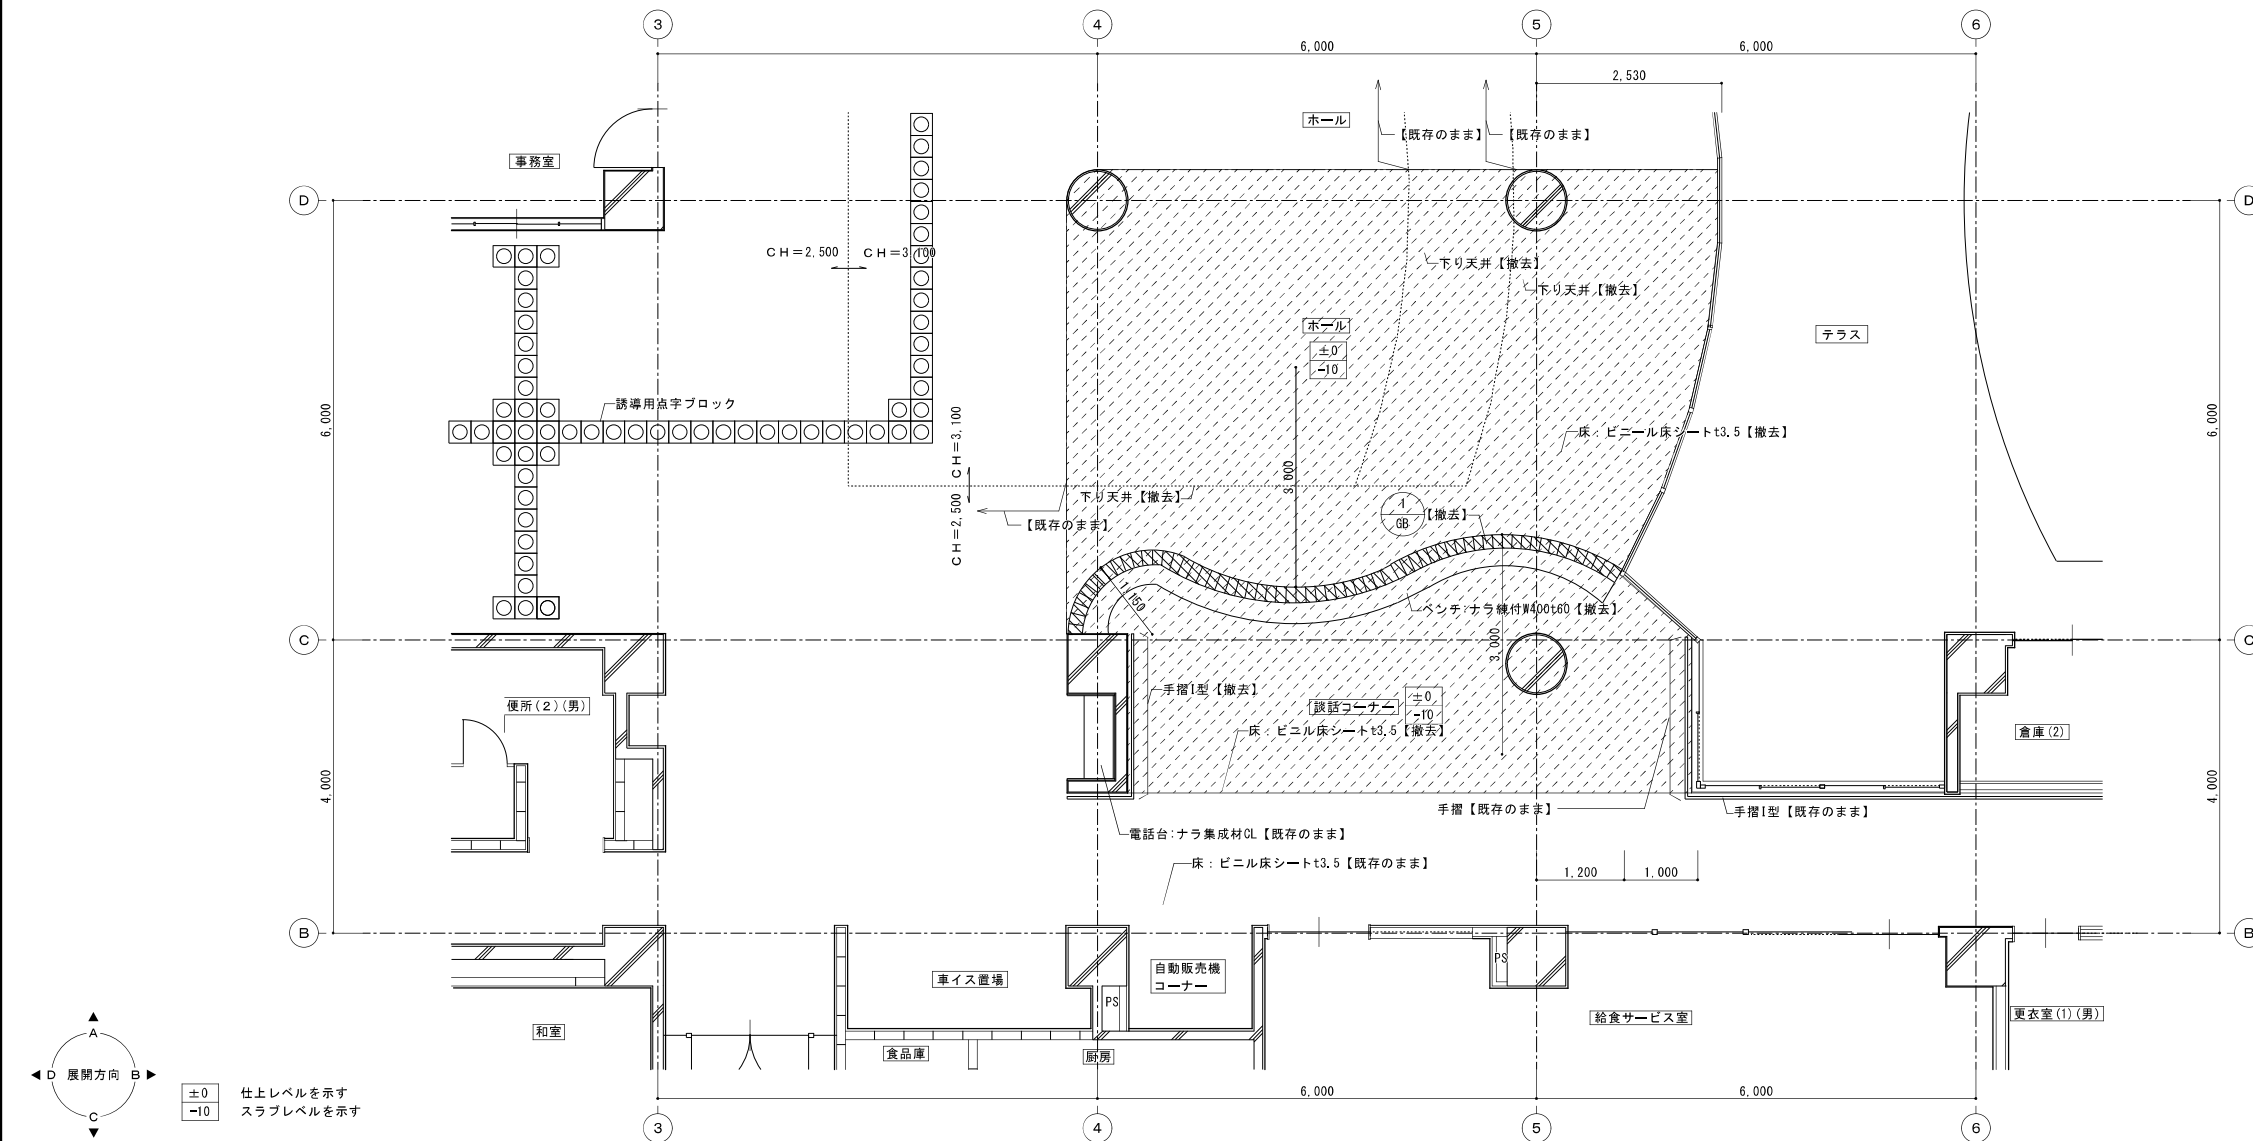 3
4
5
6
6,000
6,000
2,530
ホール
【既存のまま】
【既存のまま】
事務室
D
D
CH=2,500
CH=3,100
下り天井【撤去】
下り天井【撤去】
ホール
±0
-10
テラス
6,000
誘導用点字ブロック
CH=3,100
CH=2,500
3,000
床:ビニール床シートt3.5【撤去】
6,000
下り天井【撤去】
【既存のまま】
1
GB
【撤去】
1,150
ベンチ:ナラ練付W400t60【撤去】
C
C
3,000
手摺I型【撤去】
便所(2)(男)
談話コーナー
±0
-10
床:ビニル床シートt3.5【撤去】
倉庫(2)
4,000
4,000
手摺【既存のまま】
手摺I型【既存のまま】
電話台:ナラ集成材CL【既存のまま】
床:ビニル床シートt3.5【既存のまま】
1,200
1,000
B
B
PS
車イス置場
自動販売機
コーナー
PS
和室
食品庫
厨房
給食サービス室
更衣室(1)(男)
A
D 展開方向 B
C
±0 仕上レベルを示す
-10 スラブレベルを示す
6,000
6,000
3
4
5
6